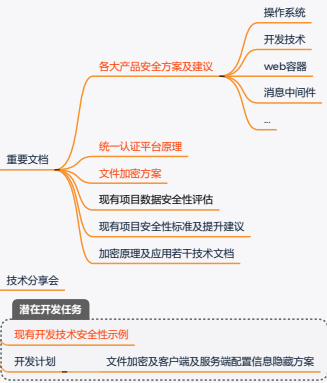 操作系统
开发技术
各大产品安全方案及建议
web容器
消息中间件
...
统一认证平台原理
重要文档
文件加密方案
现有项目数据安全性评估
现有项目安全性标准及提升建议
加密原理及应用若干技术文档
技术分享会
潜在开发任务
现有开发技术安全性示例
开发计划
文件加密及客户端及服务端配置信息隐藏方案